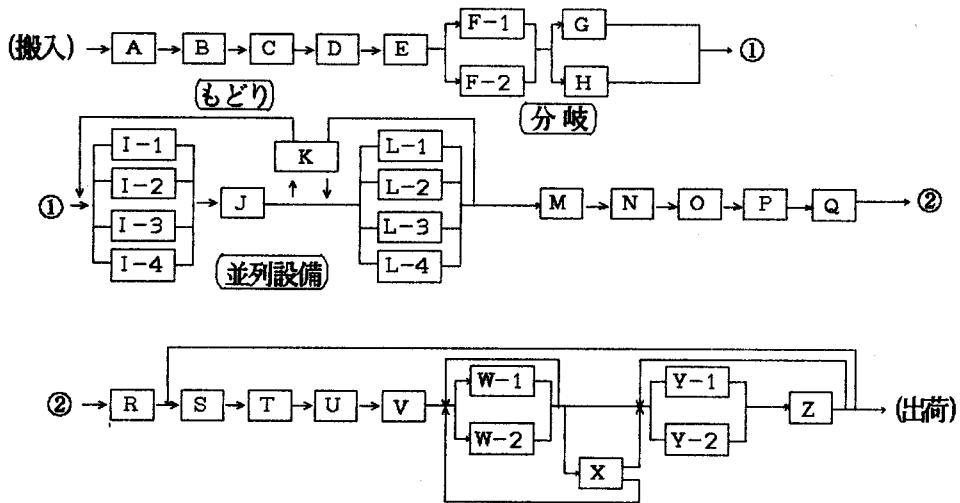 F-1 G
(搬入) A B C D E ①
F-2 H
(もどり) (分岐)
I-1 K L-1
I-2 L-2
① J M N O P Q ②
I-3 L-3
I-4 L-4
(並列設備)
W-1 Y-1
② R S T U V Z (出荷)
W-2 Y-2
X